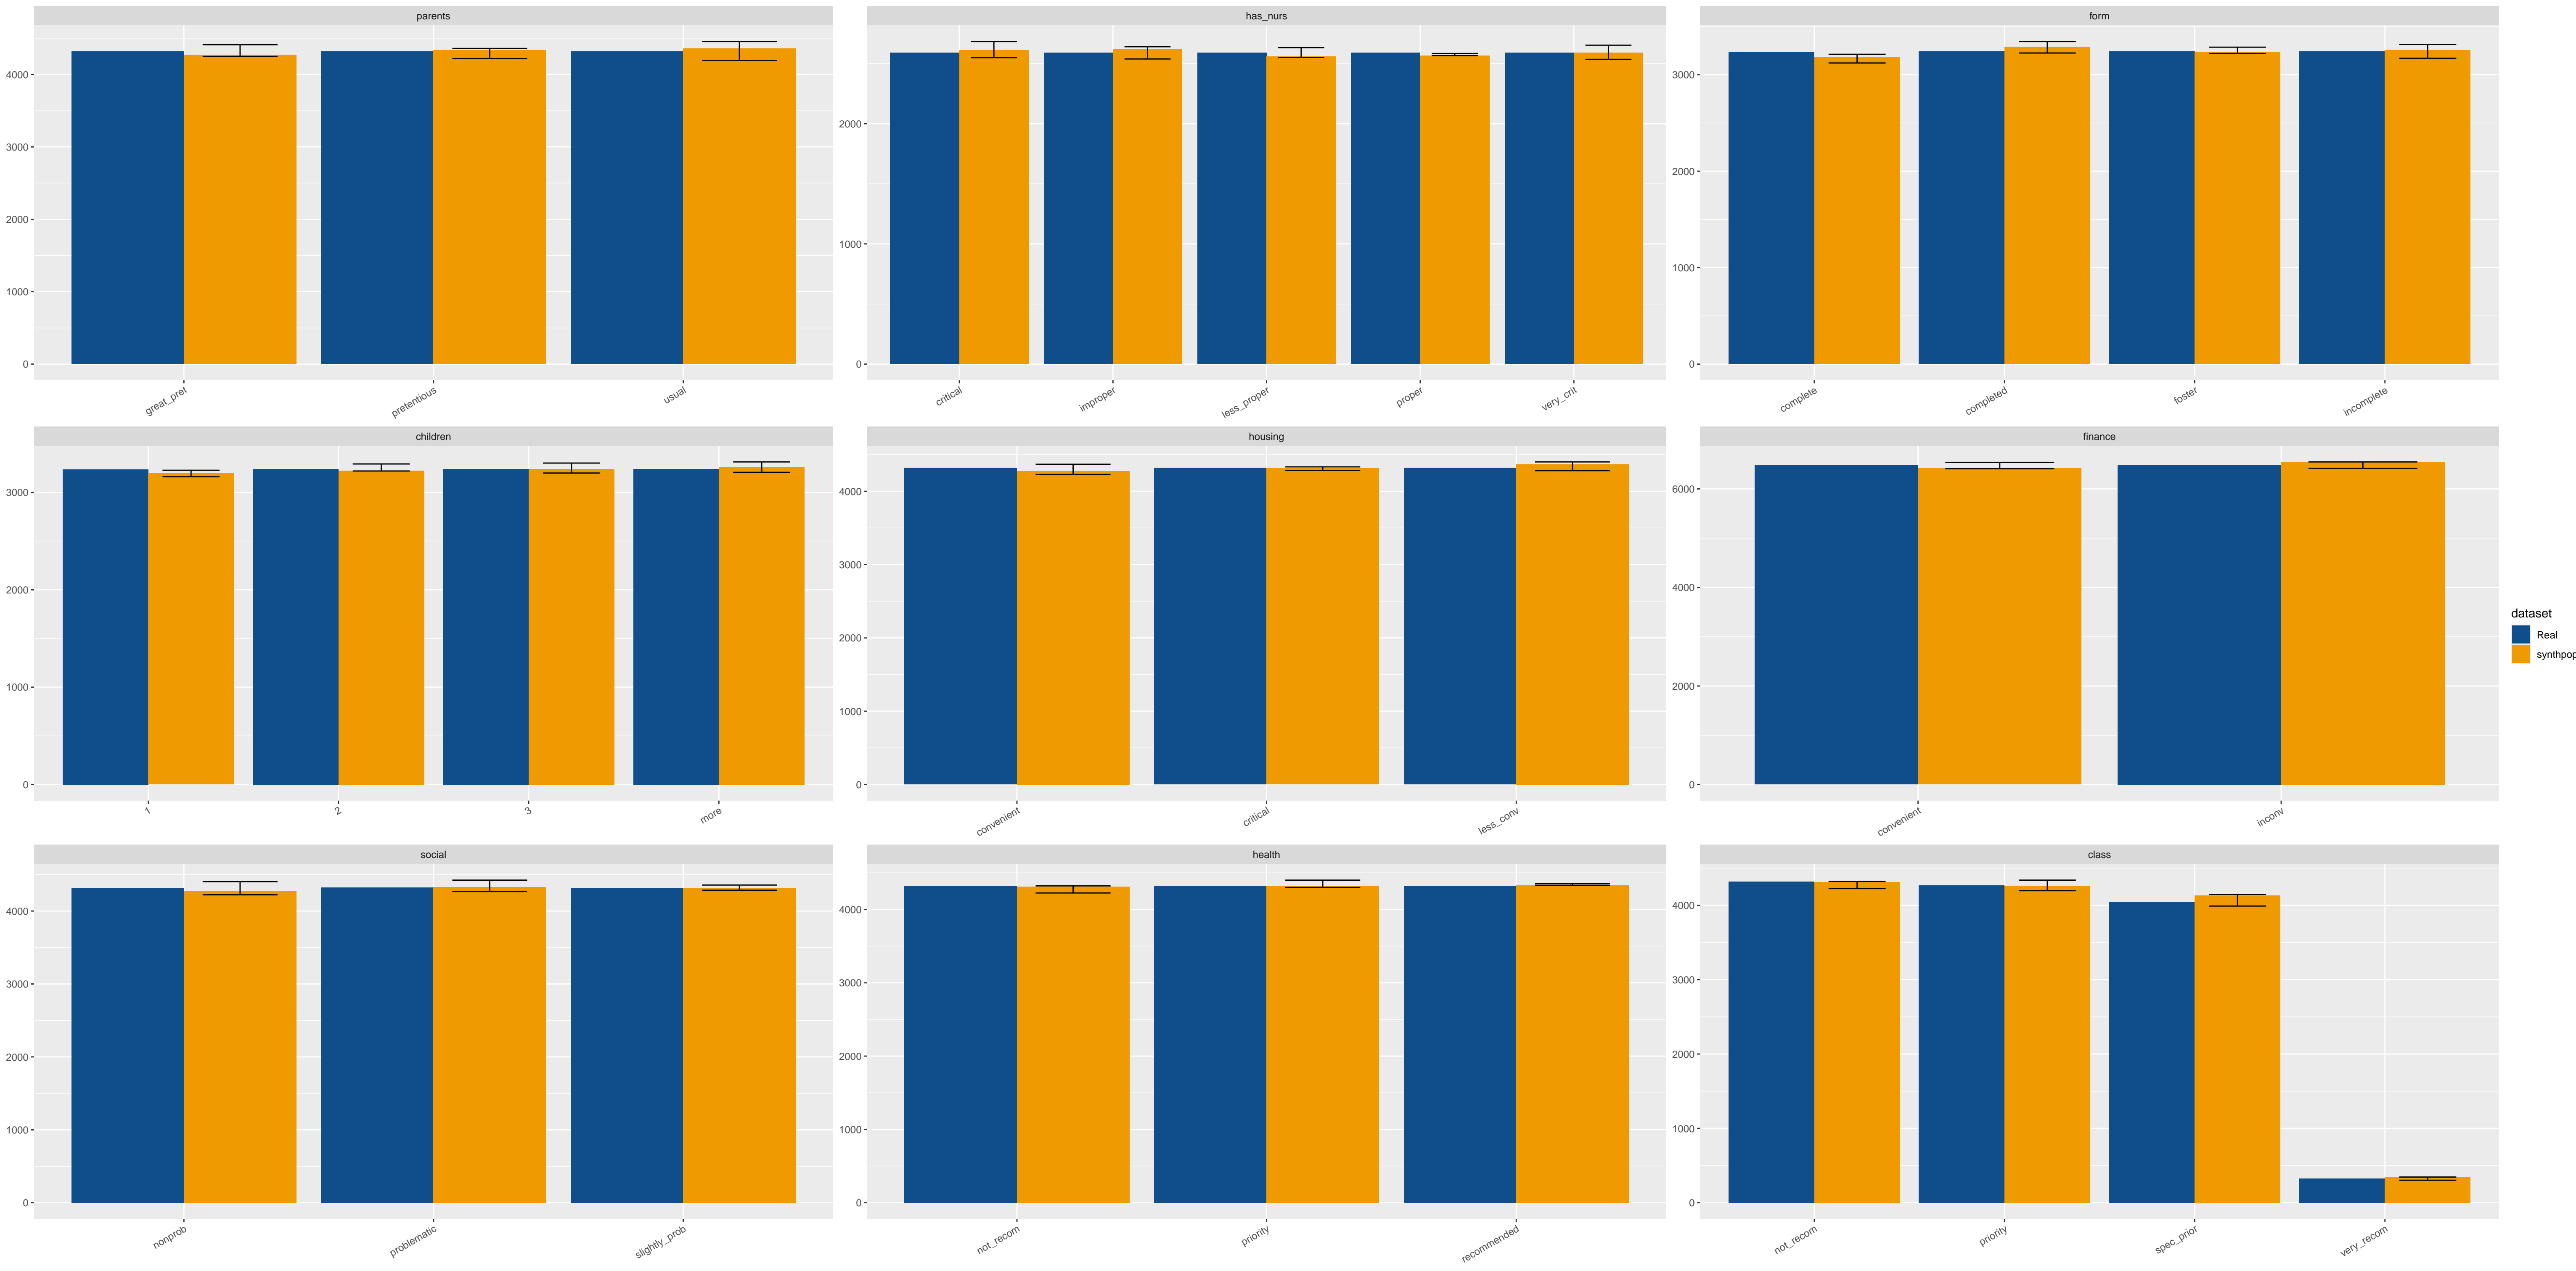 parents
4000
3000
2000
1000
0
great_pret
pretentious
usual
has_nurs
2000
1000
0
critical
improper
less_proper
proper
very_crit
form
3000
2000
1000
0
complete
completed
foster
incomplete
children
3000
2000
1000
0
1
2
3
more
housing
4000
3000
2000
1000
0
convenient
critical
less_conv
finance
6000
4000
2000
0
convenient
inconv
dataset
Real
synthpop
social
4000
3000
2000
1000
0
nonprob
problematic
slightly_prob
health
4000
3000
2000
1000
0
not_recom
priority
recommended
class
4000
3000
2000
1000
0
not_recom
priority
spec_prior
very_recom